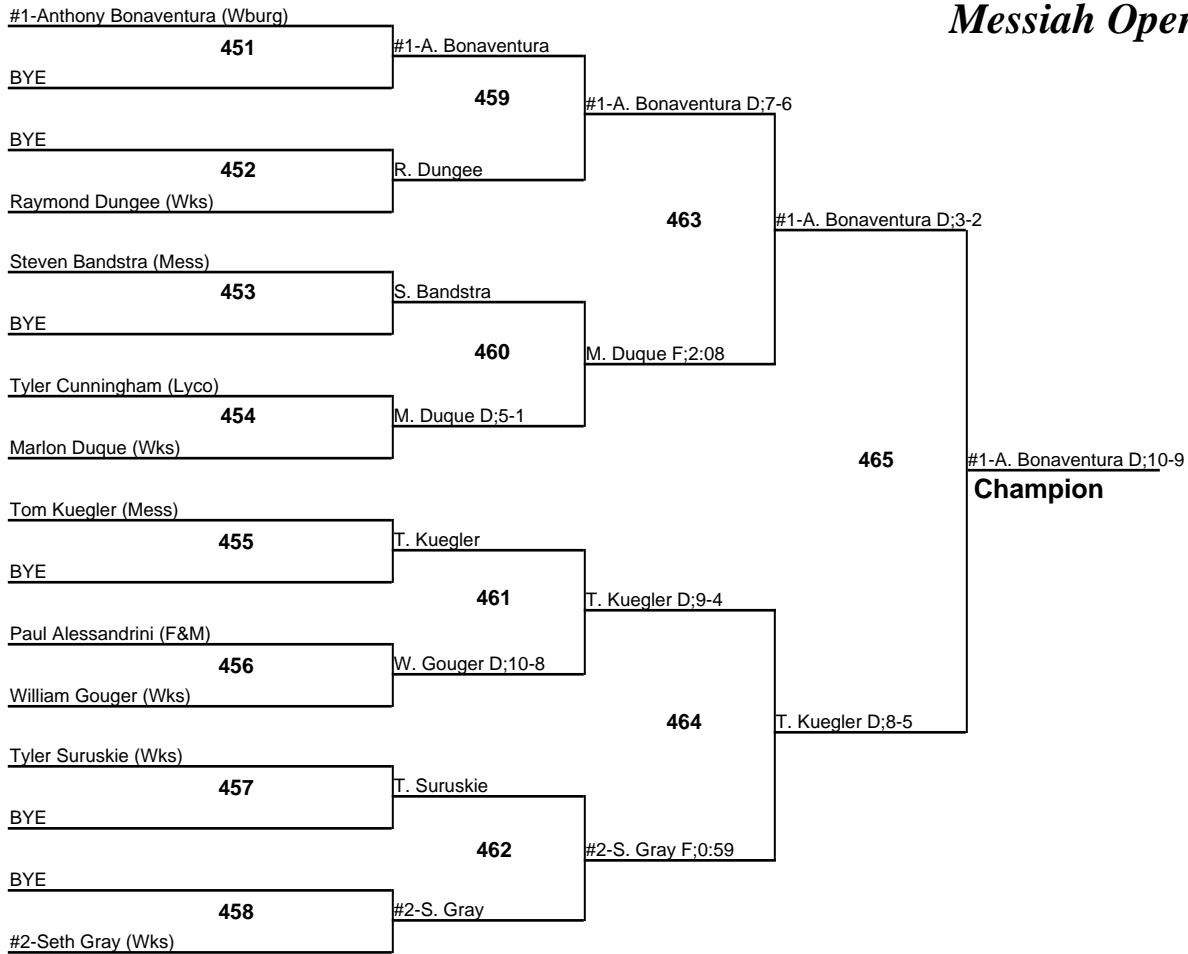 Messiah Open
#1-Anthony Bonaventura (Wburg)
451
#1-A. Bonaventura
BYE
459
#1-A. Bonaventura D;7-6
BYE
452
R. Dungee
Raymond Dungee (Wks)
463
#1-A. Bonaventura D;3-2
Steven Bandstra (Mess)
453
S. Bandstra
BYE
460
M. Duque F;2:08
Tyler Cunningham (Lyco)
454
M. Duque D;5-1
Marlon Duque (Wks)
465
#1-A. Bonaventura D;10-9
Champion
Tom Kuegler (Mess)
455
T. Kuegler
BYE
461
T. Kuegler D;9-4
Paul Alessandrini (F&M)
456
W. Gouger D;10-8
William Gouger (Wks)
464
T. Kuegler D;8-5
Tyler Suruskie (Wks)
457
T. Suruskie
BYE
462
#2-S. Gray F;0:59
BYE
458
#2-S. Gray
#2-Seth Gray (Wks)